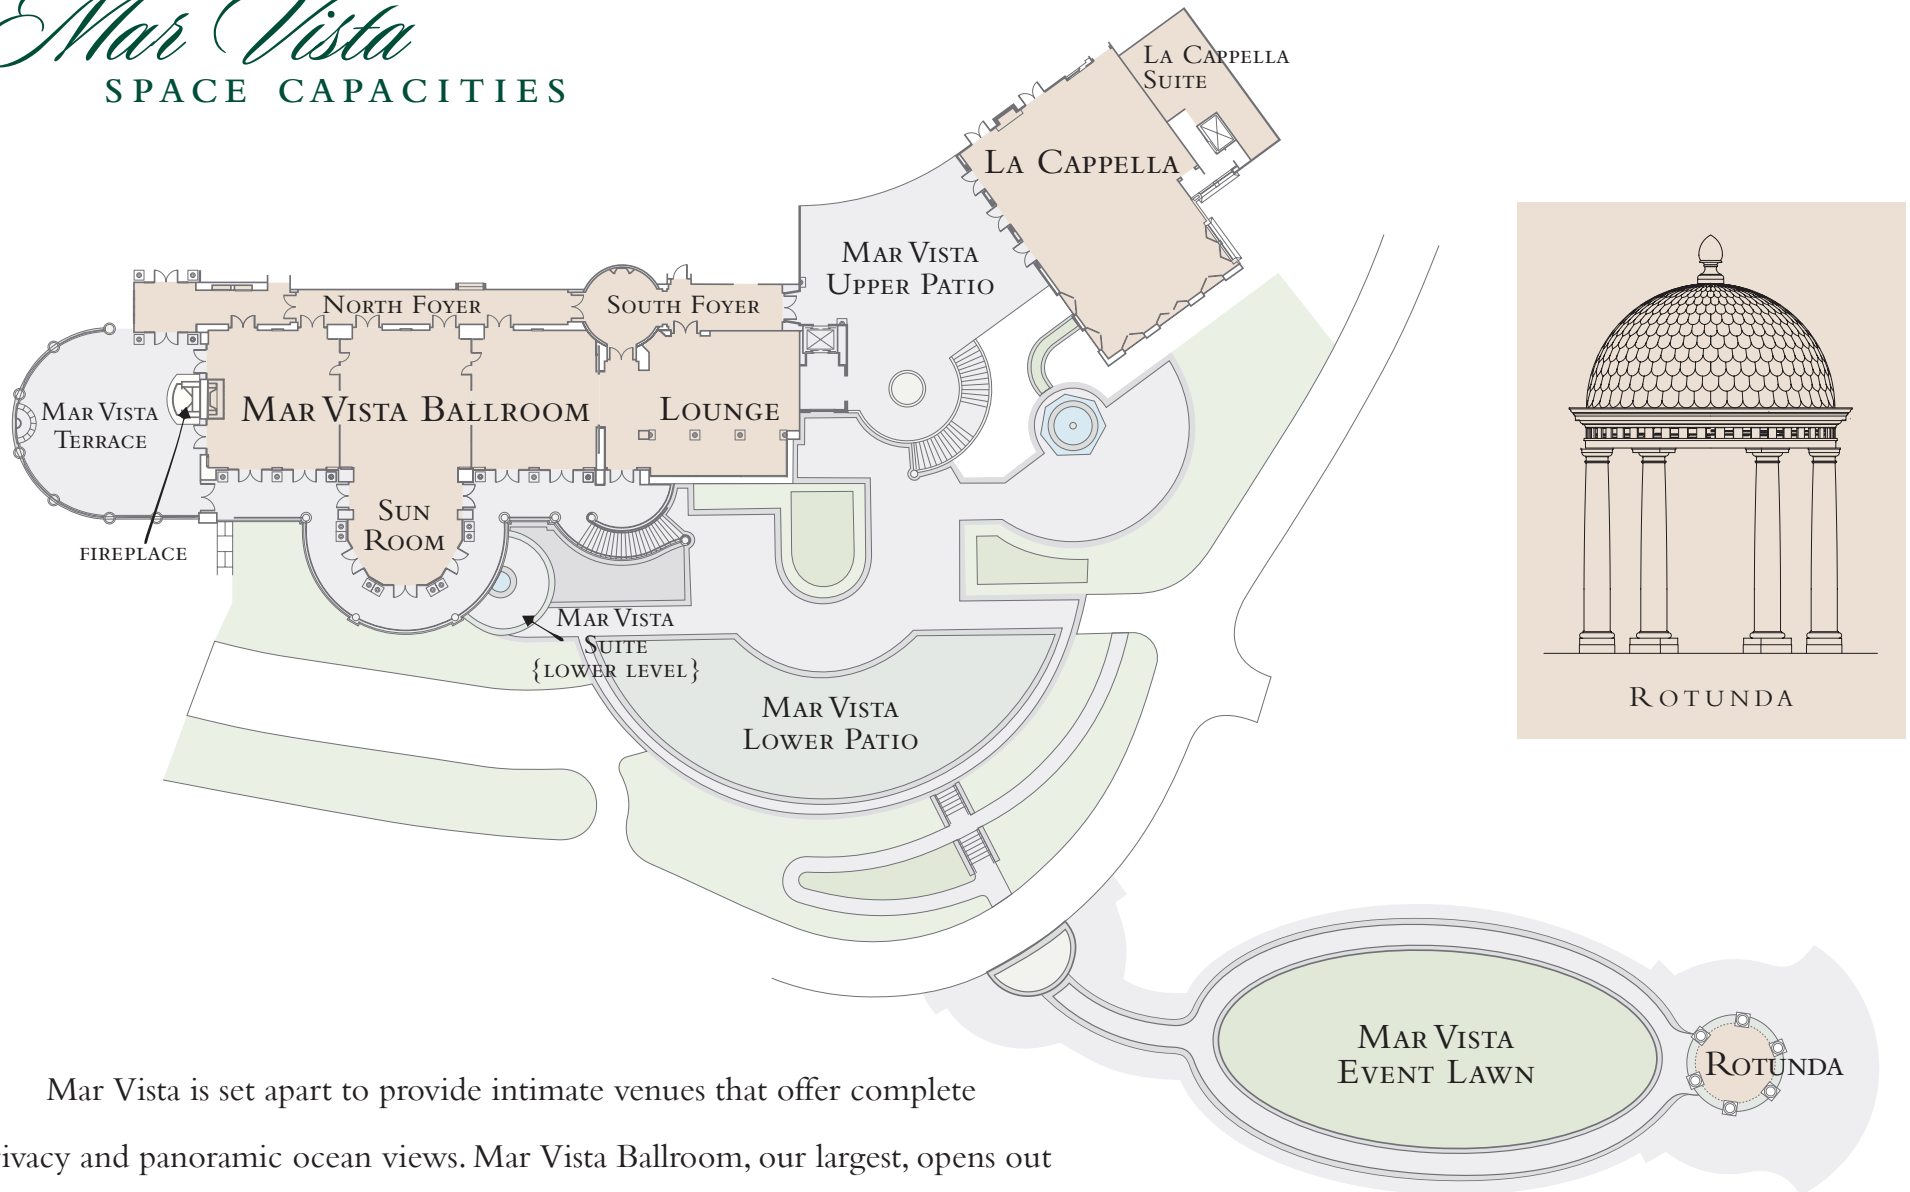 Mar Vista
SPACE CAPACITIES
La Cappella
Suite
La Cappella
Mar Vista
Upper Patio
North Foyer
South Foyer
Mar Vista
Terrace
Mar Vista Ballroom
Lounge
Sun
Room
FIREPLACE
Mar Vista
Suite
{LOWER LEVEL}
Mar Vista
Lower Patio
Rotunda
Mar Vista
Event Lawn
Rotunda
Mar Vista is set apart to provide intimate venues that offer complete
ivacy and panoramic ocean views. Mar Vista Ballroom, our largest, opens out